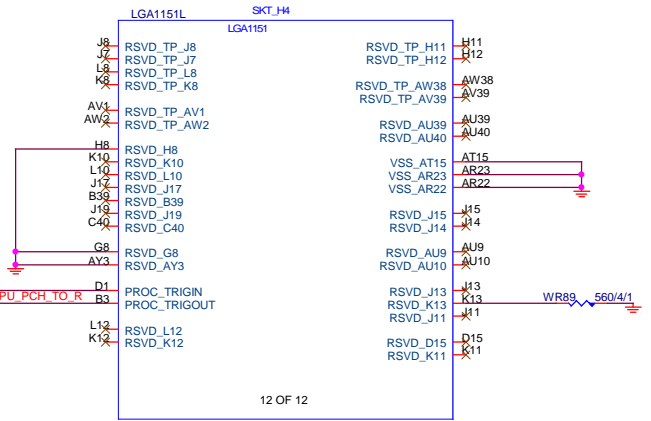 LGA1151L SKT_H4
LGA1151
J8 RSVD_TP_J8 RSVD_TP_H11 H11
J7 RSVD_TP_J7 RSVD_TP_H12 H12
L8 RSVD_TP_L8
K8 RSVD_TP_K8 RSVD_TP_AW38 AW38
RSVD_TP_AV39 AV39
AV1 RSVD_TP_AV1
AW2 RSVD_TP_AW2 RSVD_AU39 AU39
RSVD_AU40 AU40
H8 RSVD_H8
K10 RSVD_K10 VSS_AT15 AT15
L10 RSVD_L10 VSS_AR23 AR23
J17 RSVD_J17 VSS_AR22 AR22
B39 RSVD_B39
J19 RSVD_J19 RSVD_J15 J15
C40 RSVD_C40 RSVD_J14 J14
G8 RSVD_G8 RSVD_AU9 AU9
AY3 RSVD_AY3 RSVD_AU10 AU10
D1 PROC_TRIGIN RSVD_J13 J13
PU_PCH_TO_R B3 PROC_TRIGOUT RSVD_K13 K13 WR89 560/4/1
RSVD_J11 J11
L12 RSVD_L12
K12 RSVD_K12 RSVD_D15 D15
RSVD_K11 K11
12 OF 12